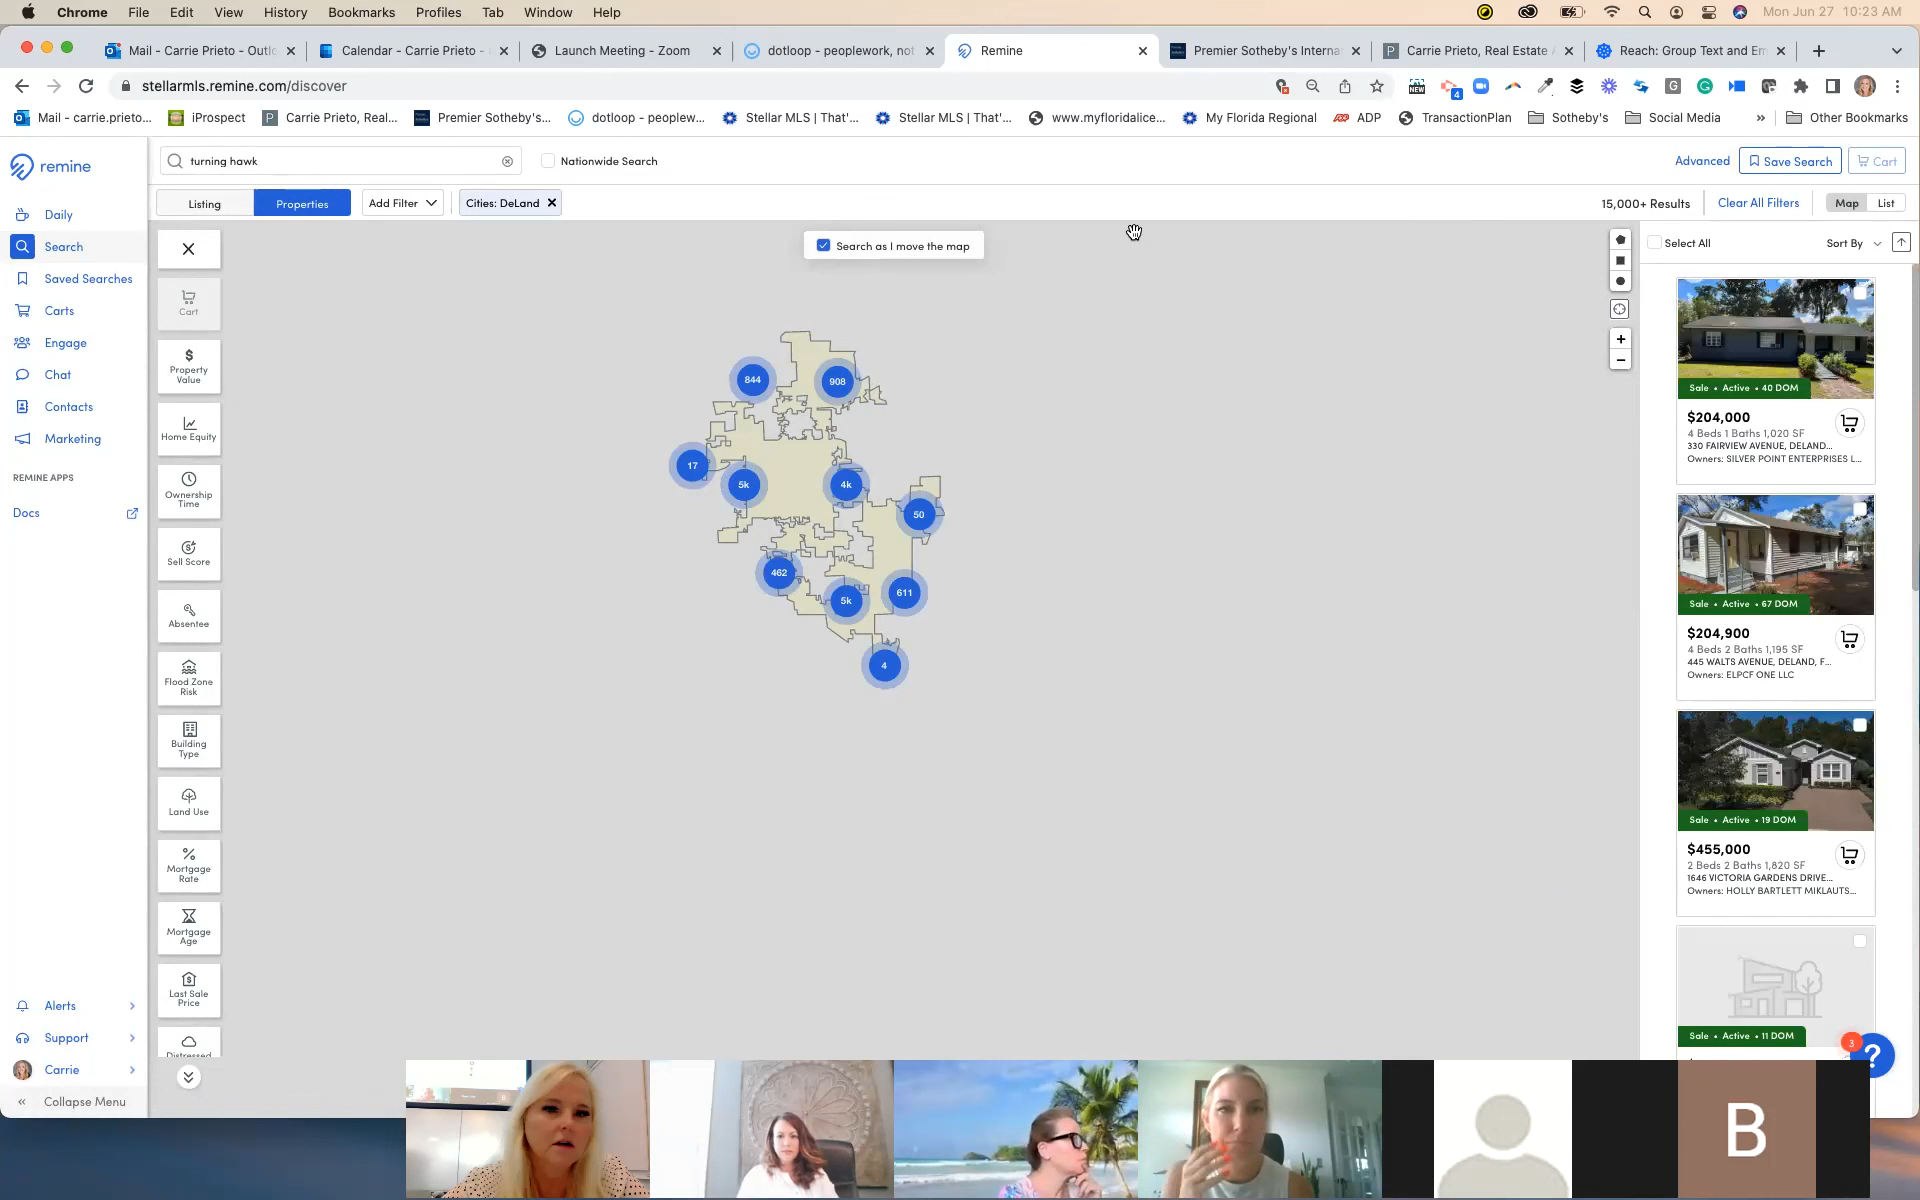 Chrome File Edit View History Bookmarks Profiles Tab Window Help Mon Jun 27 10:23 AM
Mail - Carrie Prieto - Outlo
Calendar - Carrie Prieto -
Launch Meeting - Zoom
dotloop - peoplework, not
Remine
Premier Sotheby's Interna
Carrie Prieto, Real Estate A
Reach: Group Text and Em
stellarmls.remine.com/discover
NEW
4
G
Mail - carrie.prieto...
iProspect
Carrie Prieto, Real...
Premier Sotheby's...
dotloop - peoplew...
Stellar MLS | That'...
Stellar MLS | That'...
www.myfloridalice...
My Florida Regional
ADP
TransactionPlan
Sotheby's
Social Media
»
Other Bookmarks
remine
turning hawk
Nationwide Search
Advanced
Save Search
Cart
Listing
Properties
Add Filter
Cities: DeLand
15,000+ Results
Clear All Filters
Map
List
Daily
Search
Saved Searches
Carts
Engage
Chat
Contacts
Marketing
REMINE APPS
Docs
Alerts
Support
Carrie
Collapse Menu
Cart
Property
Value
Home Equity
Ownership
Time
Sell Score
Absentee
Flood Zone
Risk
Building
Type
Land Use
Mortgage
Rate
Mortgage
Age
Last Sale
Price
Distressed
Search as I move the map
844
908
17
5k
4k
50
462
5k
611
4
+
−
Select All
Sort By
Sale • Active • 40 DOM
$204,000
4 Beds 1 Baths 1,020 SF
330 FAIRVIEW AVENUE, DELAND...
Owners: SILVER POINT ENTERPRISES L...
Sale • Active • 67 DOM
$204,900
4 Beds 2 Baths 1,195 SF
445 WALTS AVENUE, DELAND, F...
Owners: ELPCF ONE LLC
Sale • Active • 19 DOM
$455,000
2 Beds 2 Baths 1,820 SF
1646 VICTORIA GARDENS DRIVE...
Owners: HOLLY BARTLETT MIKLAUTS...
Sale • Active • 11 DOM
3
?
B